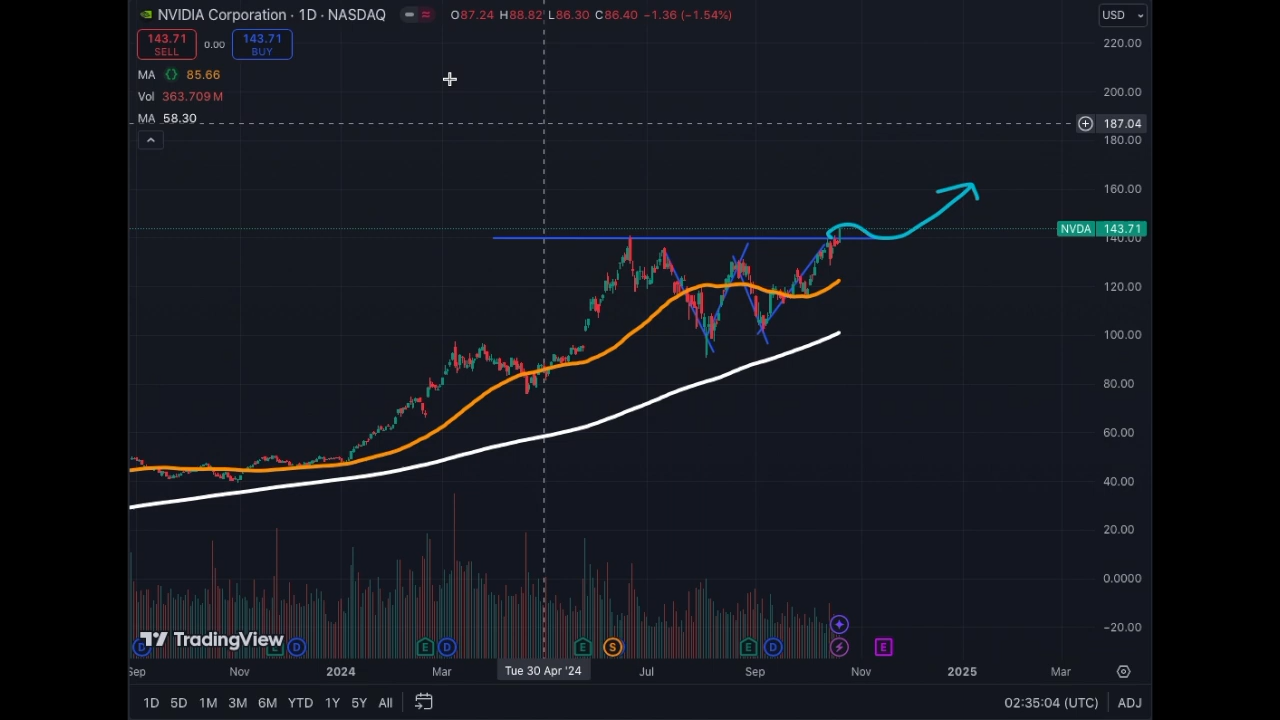 NVIDIA Corporation · 1D · NASDAQ O87.24 H88.82 L86.30 C86.40 −1.36 (−1.54%) USD
143.71 SELL 0.00 143.71 BUY
220.00
MA 85.66
200.00
Vol 363.709 M
MA 58.30
187.04
180.00
160.00
NVDA 143.71
140.00
120.00
100.00
80.00
60.00
40.00
20.00
0.0000
−20.00
TradingView
D E D E D E S E D E
Sep Nov 2024 Mar Tue 30 Apr '24 Jul Sep Nov 2025 Mar
1D 5D 1M 3M 6M YTD 1Y 5Y All 02:35:04 (UTC) ADJ